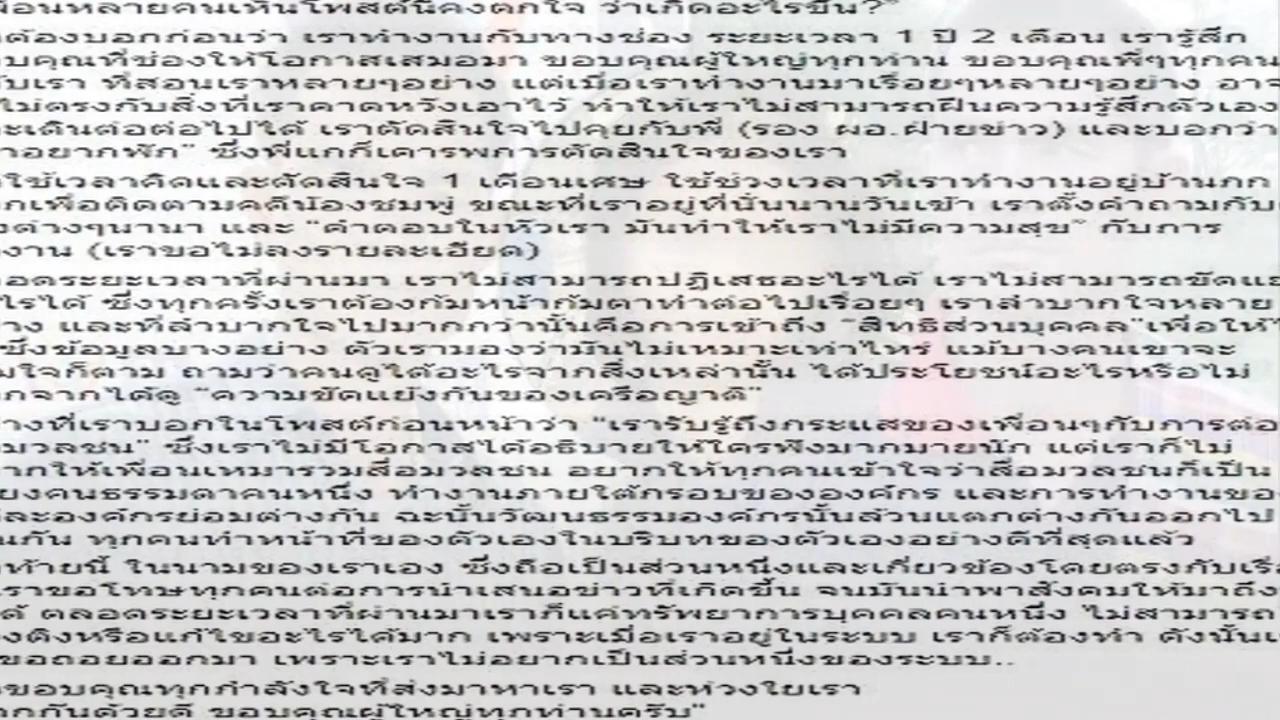 พื่อนหลายคนเห็นโพสต์นี้คงตกใจ ว่าเกิดอะไรขึ้น?"
ต้องบอกก่อนว่า เราทำงานกับทางช่อง ระยะเวลา 1 ปี 2 เดือน เรารู้สึก
บคุณที่ช่องให้โอกาสเสมอมา ขอบคุณผู้ใหญ่ทุกท่าน ขอบคุณพี่ๆทุกคน
ับเรา ที่สอนเราหลายๆอย่าง แต่เมื่อเราทำงานมาเรื่อยๆหลายๆอย่าง อาจ
ไม่ตรงกับสิ่งที่เราคาดหวังเอาไว้ ทำให้เราไม่สามารถฝืนความรู้สึกตัวเอง
ะเดินต่อต่อไปได้ เราตัดสินใจไปคุยกับพี่ (รอง ผอ.ฝ่ายข่าว) และบอกว่า
าอยากพัก" ซึ่งพี่แกก็เคารพการตัดสินใจของเรา
ใช้เวลาคิดและตัดสินใจ 1 เดือนเศษ ใช้ช่วงเวลาที่เราทำงานอยู่บ้านกก
กเพื่อติดตามคดีน้องชมพู่ ขณะที่เราอยู่ที่นั่นนานวันเข้า เราตั้งคำถามกับ
งต่างๆนานา และ "คำตอบในหัวเรา มันทำให้เราไม่มีความสุข" กับการ
งาน (เราขอไม่ลงรายละเอียด)
อดระยะเวลาที่ผ่านมา เราไม่สามารถปฏิเสธอะไรได้ เราไม่สามารถขัดแย
ไรได้ ซึ่งทุกครั้งเราต้องก้มหน้าก้มตาทำต่อไปเรื่อยๆ เราลำบากใจหลาย
าง และที่ลำบากใจไปมากกว่านั้นคือการเข้าถึง "สิทธิส่วนบุคคล"เพื่อให้
ซึ่งข้อมูลบางอย่าง ตัวเรามองว่ามันไม่เหมาะเท่าไหร่ แม้บางคนเขาจะ
มใจก็ตาม ถามว่าคนดูได้อะไรจากสิ่งเหล่านั้น ได้ประโยชน์อะไรหรือไม่
กจากได้ดู "ความขัดแย้งกันของเครือญาติ"
างที่เราบอกในโพสต์ก่อนหน้าว่า "เรารับรู้ถึงกระแสของเพื่อนๆกับการต่อ
มวลชน" ซึ่งเราไม่มีโอกาสได้อธิบายให้ใครฟังมากมายนัก แต่เราก็ไม่
ากให้เพื่อนเหมารวมสื่อมวลชน อยากให้ทุกคนเข้าใจว่าสื่อมวลชนก็เป็น
ยงคนธรรมดาคนหนึ่ง ทำงานภายใต้กรอบขององค์กร และการทำงานขอ
่ละองค์กรย่อมต่างกัน ฉะนั้นวัฒนธรรมองค์กรนั้นล้วนแตกต่างกันออกไป
นกัน ทุกคนทำหน้าที่ของตัวเองในบริบทของตัวเองอย่างดีที่สุดแล้ว
ท้ายนี้ ในนามของเราเอง ซึ่งถือเป็นส่วนหนึ่งและเกี่ยวข้องโดยตรงกับเรื่อ
ราขอโทษทุกคนต่อการนำเสนอข่าวที่เกิดขึ้น จนมันนำพาสังคมให้มาถึง
ด้ ตลอดระยะเวลาที่ผ่านมาเราก็แค่ทรัพยาการบุคคลคนหนึ่ง ไม่สามารถ
งติงหรือแก้ไขอะไรได้มาก เพราะเมื่อเราอยู่ในระบบ เราก็ต้องทำ ดังนั้นเ
ขอถอยออกมา เพราะเราไม่อยากเป็นส่วนหนึ่งของระบบ..
ขอบคุณทุกกำลังใจที่ส่งมาหาเรา และห่วงใยเรา
ากกันด้วยดี ขอบคุณผู้ใหญ่ทุกท่านครับ"